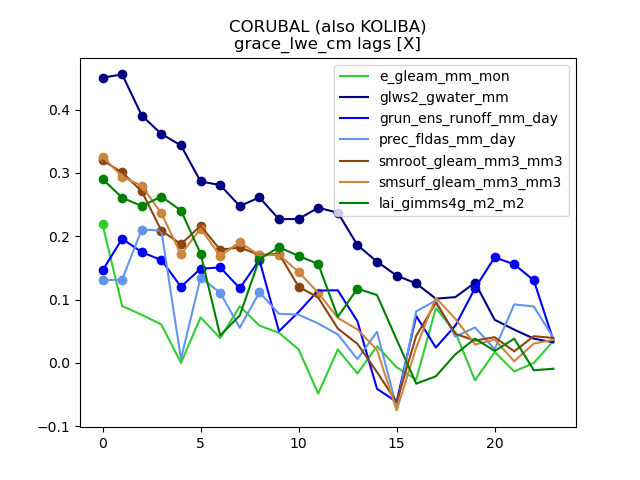 CORUBAL (also KOLIBA)
grace_lwe_cm lags [X]
e_gleam_mm_mon
glws2_gwater_mm
grun_ens_runoff_mm_day
prec_fldas_mm_day
smroot_gleam_mm3_mm3
smsurf_gleam_mm3_mm3
lai_gimms4g_m2_m2
0.4
0.3
0.2
0.1
0.0
−0.1
0 5 10 15 20